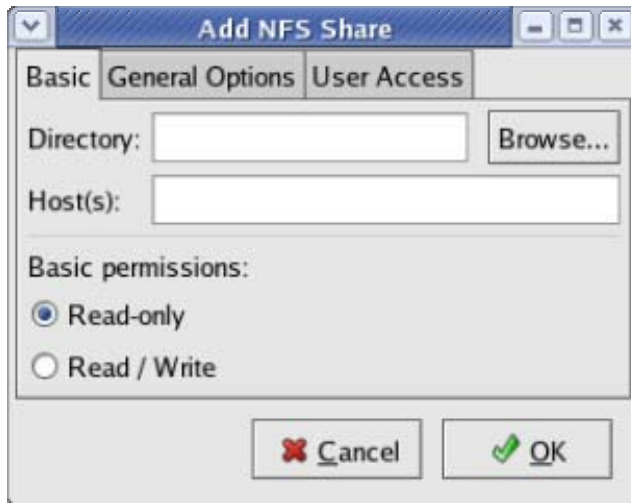 Add NFS Share
Basic General Options User Access
Directory: Browse...
Host(s):
Basic permissions:
Read-only
Read / Write
Cancel OK